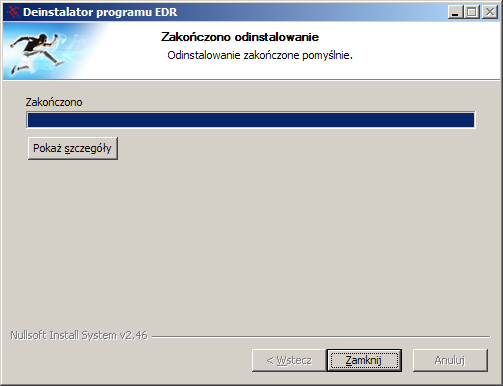 Deinstalator programu EDR
Zakończono odinstalowanie
Odinstalowanie zakończone pomyślnie.
Zakończono
Pokaż szczegóły
Nullsoft Install System v2.46
< Wstecz
Zamknij
Anuluj